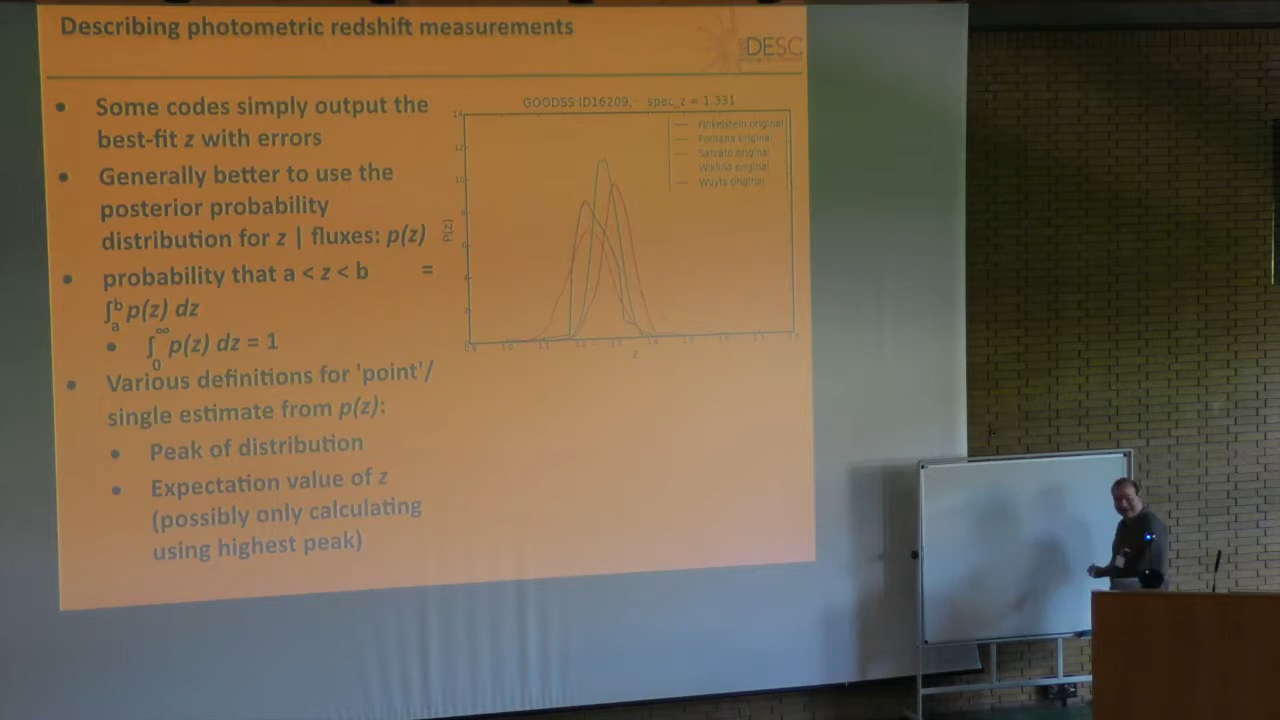 Describing photometric redshift measurements
DESC
• Some codes simply output the
best-fit z with errors
• Generally better to use the
posterior probability
distribution for z | fluxes: p(z)
• probability that a < z < b =
∫ₐᵇ p(z) dz
• ∫₀^∞ p(z) dz = 1
• Various definitions for 'point'/
single estimate from p(z):
• Peak of distribution
• Expectation value of z
(possibly only calculating
using highest peak)
GOODSS ID16209, spec_z = 1.331
Finkelstein original
Fontana original
Salvato original
Wiklind original
Wuyts original
P(z)
14
12
10
z